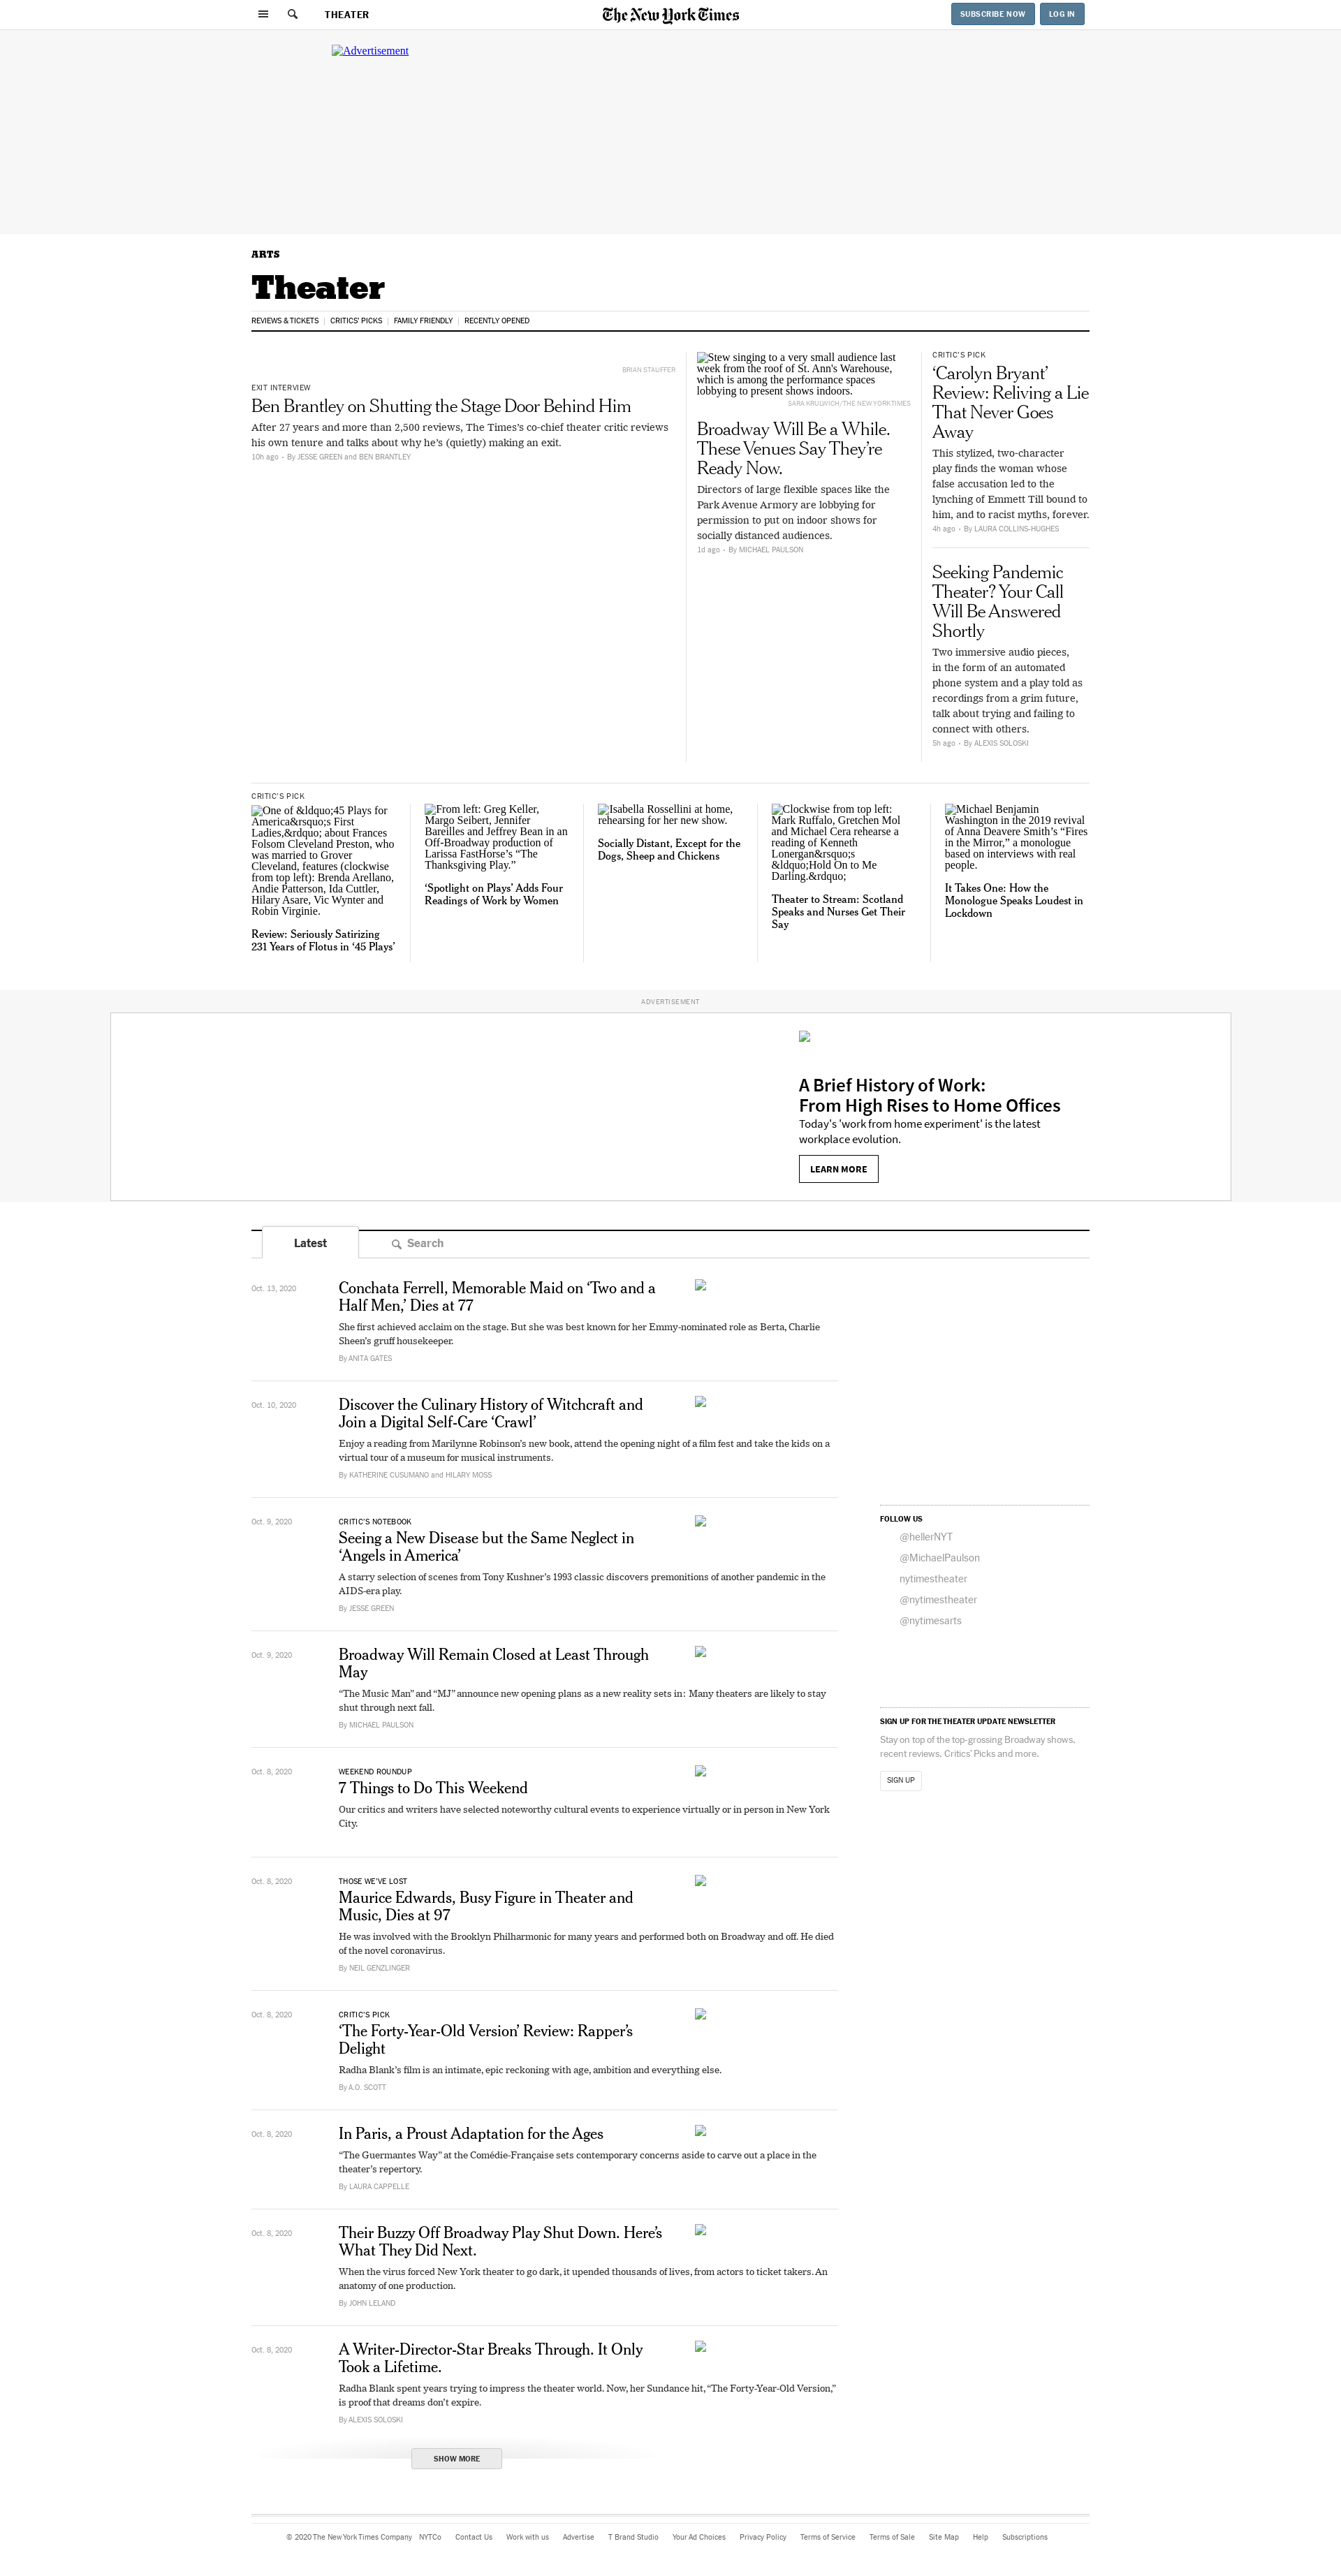 THEATER
The New York Times
SUBSCRIBE NOW
LOG IN
Advertisement
ARTS
Theater
REVIEWS & TICKETS
CRITICS' PICKS
FAMILY FRIENDLY
RECENTLY OPENED
BRIAN STAUFFER
EXIT INTERVIEW
Ben Brantley on Shutting the Stage Door Behind Him
After 27 years and more than 2,500 reviews, The Times’s co-chief theater critic reviews
his own tenure and talks about why he’s (quietly) making an exit.
10h ago • By JESSE GREEN and BEN BRANTLEY
Stew singing to a very small audience last
week from the roof of St. Ann's Warehouse,
which is among the performance spaces
lobbying to present shows indoors.
SARA KRULWICH/THE NEW YORK TIMES
Broadway Will Be a While.
These Venues Say They’re
Ready Now.
Directors of large flexible spaces like the
Park Avenue Armory are lobbying for
permission to put on indoor shows for
socially distanced audiences.
1d ago • By MICHAEL PAULSON
CRITIC’S PICK
‘Carolyn Bryant’
Review: Reliving a Lie
That Never Goes
Away
This stylized, two-character
play finds the woman whose
false accusation led to the
lynching of Emmett Till bound to
him, and to racist myths, forever.
4h ago • By LAURA COLLINS-HUGHES
Seeking Pandemic
Theater? Your Call
Will Be Answered
Shortly
Two immersive audio pieces,
in the form of an automated
phone system and a play told as
recordings from a grim future,
talk about trying and failing to
connect with others.
5h ago • By ALEXIS SOLOSKI
CRITIC’S PICK
One of &ldquo;45 Plays for
America&rsquo;s First
Ladies,&rdquo; about Frances
Folsom Cleveland Preston, who
was married to Grover
Cleveland, features (clockwise
from top left): Brenda Arellano,
Andie Patterson, Ida Cuttler,
Hilary Asare, Vic Wynter and
Robin Virginie.
Review: Seriously Satirizing
231 Years of Flotus in ‘45 Plays’
From left: Greg Keller,
Margo Seibert, Jennifer
Bareilles and Jeffrey Bean in an
Off-Broadway production of
Larissa FastHorse’s “The
Thanksgiving Play.”
‘Spotlight on Plays’ Adds Four
Readings of Work by Women
Isabella Rossellini at home,
rehearsing for her new show.
Socially Distant, Except for the
Dogs, Sheep and Chickens
Clockwise from top left:
Mark Ruffalo, Gretchen Mol
and Michael Cera rehearse a
reading of Kenneth
Lonergan&rsquo;s
&ldquo;Hold On to Me
Darling.&rdquo;
Theater to Stream: Scotland
Speaks and Nurses Get Their
Say
Michael Benjamin
Washington in the 2019 revival
of Anna Deavere Smith’s “Fires
in the Mirror,” a monologue
based on interviews with real
people.
It Takes One: How the
Monologue Speaks Loudest in
Lockdown
ADVERTISEMENT
A Brief History of Work:
From High Rises to Home Offices
Today's 'work from home experiment' is the latest
workplace evolution.
LEARN MORE
Latest
Search
Oct. 13, 2020
Conchata Ferrell, Memorable Maid on ‘Two and a
Half Men,’ Dies at 77
She first achieved acclaim on the stage. But she was best known for her Emmy-nominated role as Berta, Charlie
Sheen’s gruff housekeeper.
By ANITA GATES
Oct. 10, 2020
Discover the Culinary History of Witchcraft and
Join a Digital Self-Care ‘Crawl’
Enjoy a reading from Marilynne Robinson’s new book, attend the opening night of a film fest and take the kids on a
virtual tour of a museum for musical instruments.
By KATHERINE CUSUMANO and HILARY MOSS
Oct. 9, 2020
CRITIC’S NOTEBOOK
Seeing a New Disease but the Same Neglect in
‘Angels in America’
A starry selection of scenes from Tony Kushner’s 1993 classic discovers premonitions of another pandemic in the
AIDS-era play.
By JESSE GREEN
Oct. 9, 2020
Broadway Will Remain Closed at Least Through
May
“The Music Man” and “MJ” announce new opening plans as a new reality sets in: Many theaters are likely to stay
shut through next fall.
By MICHAEL PAULSON
Oct. 8, 2020
WEEKEND ROUNDUP
7 Things to Do This Weekend
Our critics and writers have selected noteworthy cultural events to experience virtually or in person in New York
City.
Oct. 8, 2020
THOSE WE’VE LOST
Maurice Edwards, Busy Figure in Theater and
Music, Dies at 97
He was involved with the Brooklyn Philharmonic for many years and performed both on Broadway and off. He died
of the novel coronavirus.
By NEIL GENZLINGER
Oct. 8, 2020
CRITIC’S PICK
‘The Forty-Year-Old Version’ Review: Rapper’s
Delight
Radha Blank’s film is an intimate, epic reckoning with age, ambition and everything else.
By A.O. SCOTT
Oct. 8, 2020
In Paris, a Proust Adaptation for the Ages
“The Guermantes Way” at the Comédie-Française sets contemporary concerns aside to carve out a place in the
theater’s repertory.
By LAURA CAPPELLE
Oct. 8, 2020
Their Buzzy Off Broadway Play Shut Down. Here’s
What They Did Next.
When the virus forced New York theater to go dark, it upended thousands of lives, from actors to ticket takers. An
anatomy of one production.
By JOHN LELAND
Oct. 8, 2020
A Writer-Director-Star Breaks Through. It Only
Took a Lifetime.
Radha Blank spent years trying to impress the theater world. Now, her Sundance hit, “The Forty-Year-Old Version,”
is proof that dreams don’t expire.
By ALEXIS SOLOSKI
SHOW MORE
FOLLOW US
@hellerNYT
@MichaelPaulson
nytimestheater
@nytimestheater
@nytimesarts
SIGN UP FOR THE THEATER UPDATE NEWSLETTER
Stay on top of the top-grossing Broadway shows,
recent reviews, Critics’ Picks and more.
SIGN UP
© 2020 The New York Times Company NYTCo Contact Us Work with us Advertise T Brand Studio Your Ad Choices Privacy Policy Terms of Service Terms of Sale Site Map Help Subscriptions